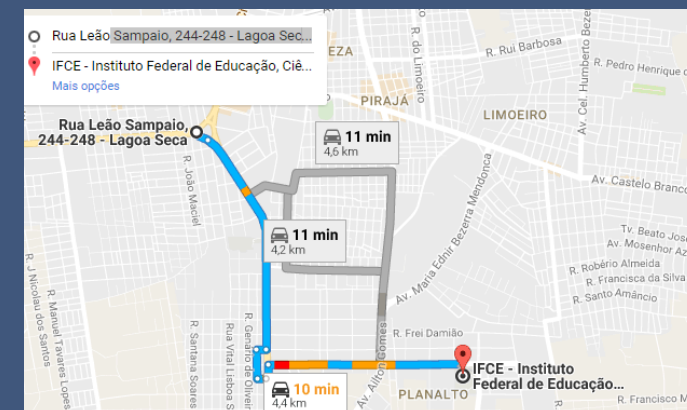 Rua Leão Sampaio, 244-248 - Lagoa Sec...
IFCE - Instituto Federal de Educação, Ciê...
Mais opções
EZA
R. do Limoeiro
R. Rui Barbosa
Av. Cel. Humberto Bezer
R. Pedro Henrique d
PIRAJÁ
LIMOEIRO
Rua Leão Sampaio,
244-248 - Lagoa Seca
11 min
4,6 km
R. João Maciel
Av. Castelo Branco
11 min
4,2 km
Av. Maria Ednir Bezerra Mendonca
Tv. Beato José
Av. Mosenhor Az
R. Robério Almeida
R. Francisca da Silva
R. Santo Amâncio
R. J Nicolau dos Santos
R. Manuel Tavares Lopes
R. Santana Soares
Rua Vital Lisboa S
R. Genário de Oliveir
Av. Ailton Gomes
R. Frei Damião
IFCE - Instituto
Federal de Educação...
10 min
4,4 km
PLANALTO
R. Francisco M